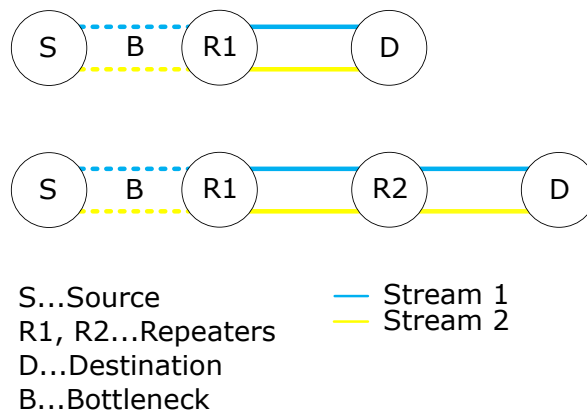 S B R1 D
S B R1 R2 D
S...Source
R1, R2...Repeaters
D...Destination
B...Bottleneck
Stream 1
Stream 2